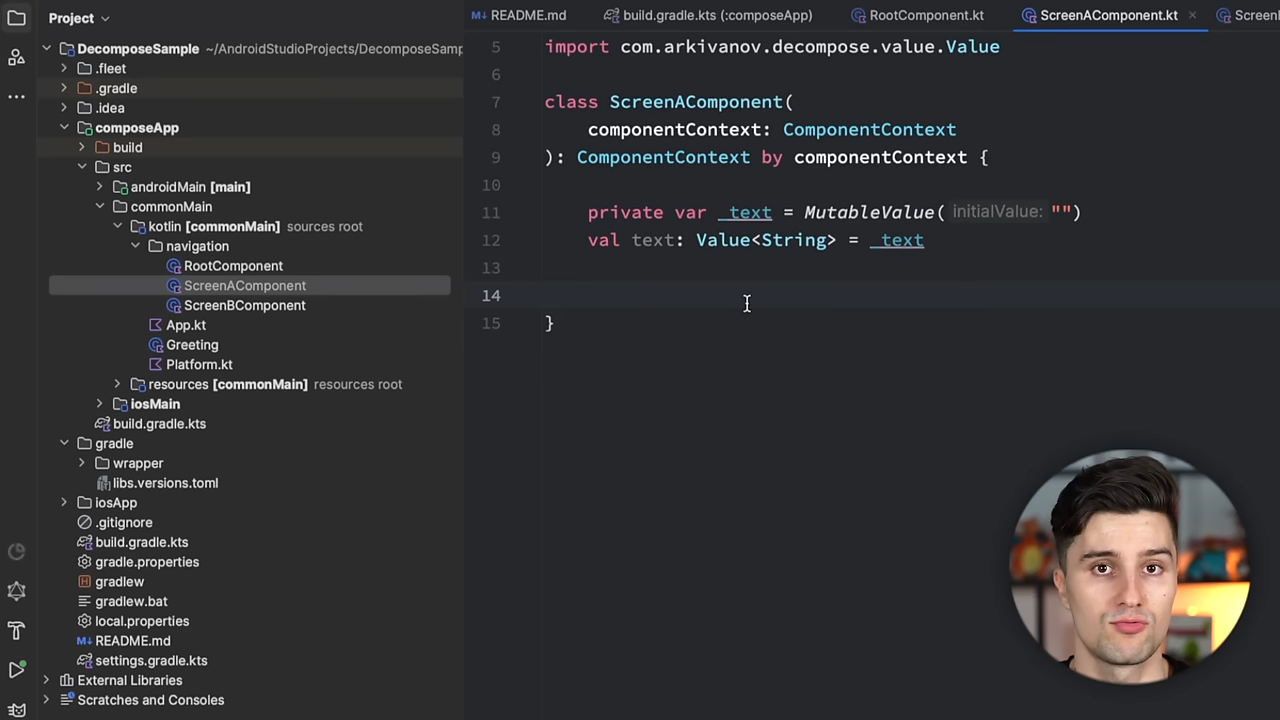 Project
DecomposeSample ~/AndroidStudioProjects/DecomposeSamp
.fleet
.gradle
.idea
composeApp
build
src
androidMain [main]
commonMain
kotlin [commonMain] sources root
navigation
RootComponent
ScreenAComponent
ScreenBComponent
App.kt
Greeting
Platform.kt
resources [commonMain] resources root
iosMain
build.gradle.kts
gradle
wrapper
libs.versions.toml
iosApp
.gitignore
build.gradle.kts
gradle.properties
gradlew
gradlew.bat
local.properties
README.md
settings.gradle.kts
External Libraries
Scratches and Consoles
README.md build.gradle.kts (:composeApp) RootComponent.kt ScreenAComponent.kt Screen
5 import com.arkivanov.decompose.value.Value
6
7 class ScreenAComponent(
8 componentContext: ComponentContext
9 ): ComponentContext by componentContext {
10
11 private var _text = MutableValue( initialValue: "")
12 val text: Value<String> = _text
13
14
15 }